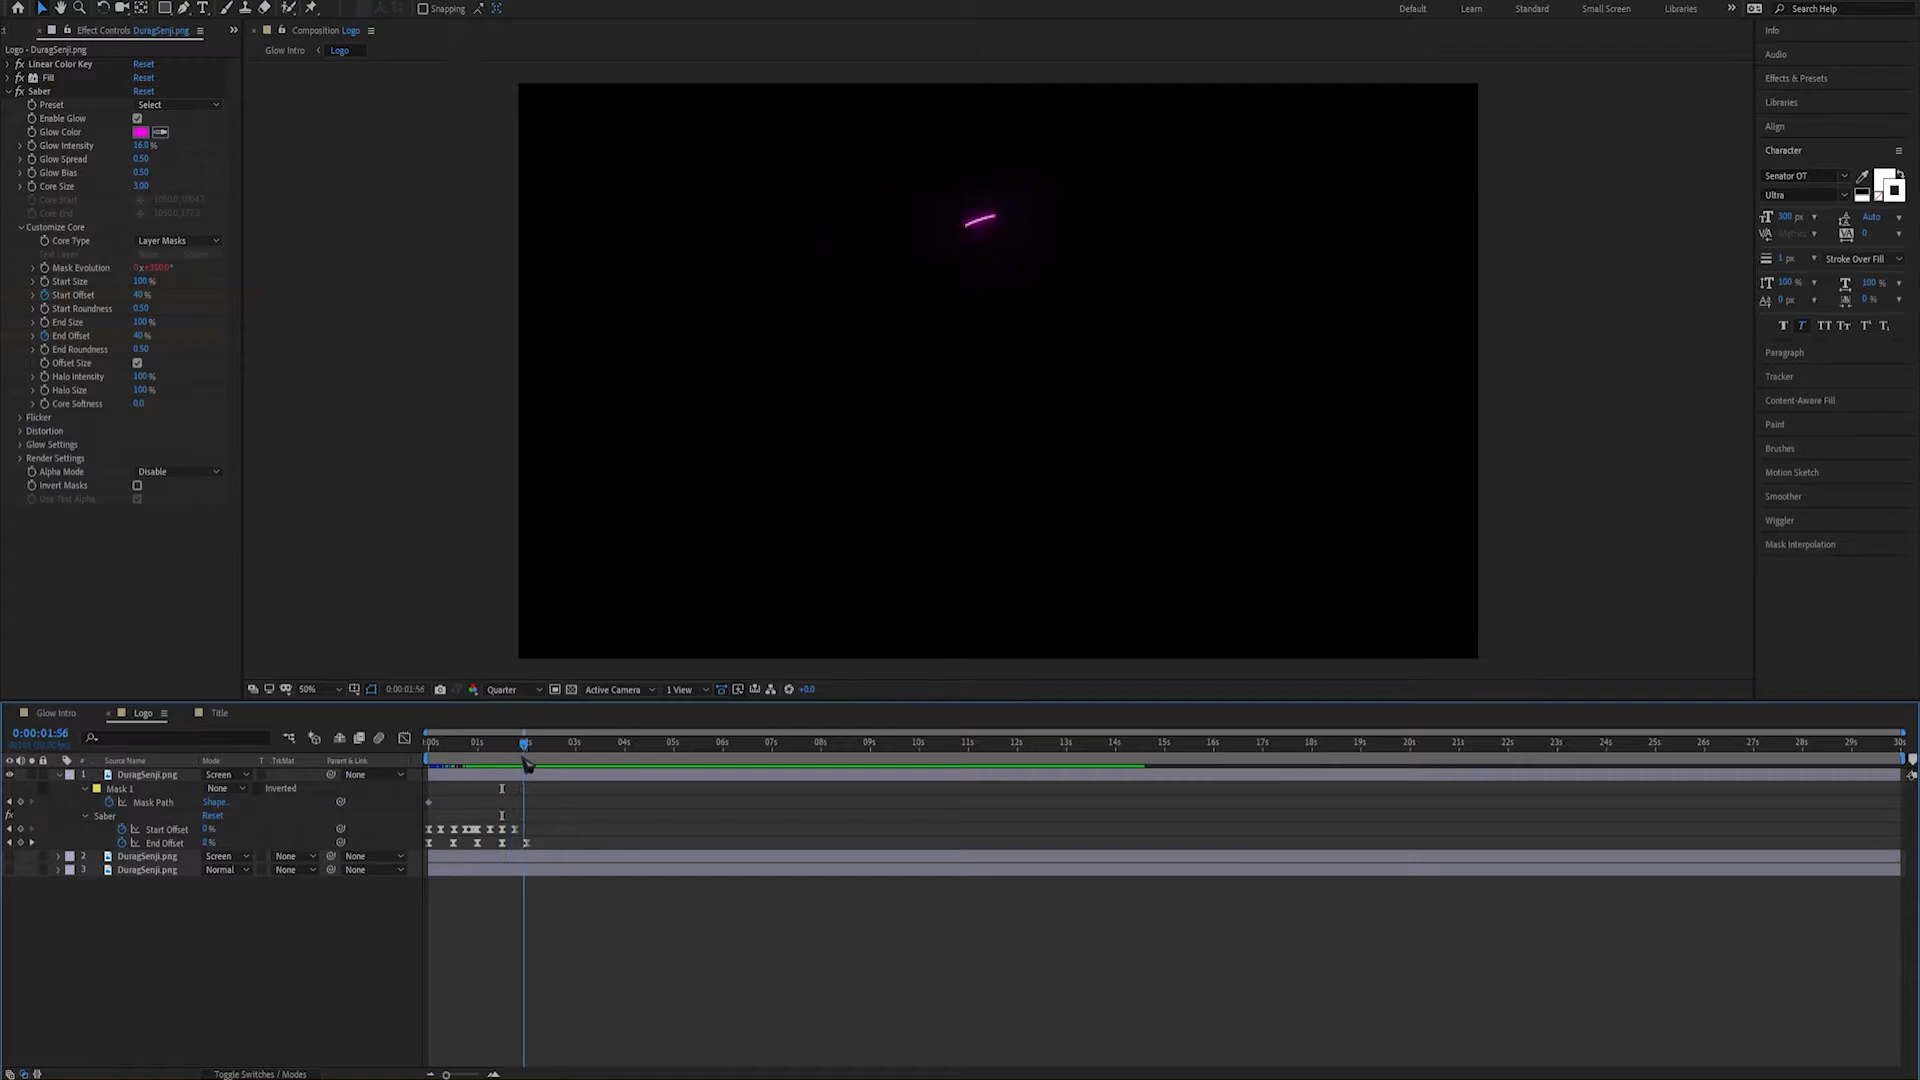 Snapping
Default
Learn
Standard
Small Screen
Libraries
Search Help
Effect Controls DuragSenji.png
Logo - DuragSenji.png
Linear Color Key Reset
Fill Reset
Saber Reset
Preset Select
Enable Glow
Glow Color
Glow Intensity 16.0 %
Glow Spread 0.50
Glow Bias 0.50
Core Size 3.00
Core Start
Core End
Customize Core
Core Type Layer Masks
Text Layer
Mask Evolution 0x+350.0°
Start Size 100 %
Start Offset 40 %
Start Roundness 0.50
End Size 100 %
End Offset 40 %
End Roundness 0.50
Offset Size
Halo Intensity 100 %
Halo Size 100 %
Core Softness 0.0
Flicker
Distortion
Glow Settings
Render Settings
Alpha Mode Disable
Invert Masks
Use Text Alpha
Composition Logo
Glow Intro
Logo
50%
0:00:01:56
Quarter
Active Camera
1 View
+0.0
Info
Audio
Effects & Presets
Libraries
Align
Character
Senator OT
Ultra
300 px
Auto
Metrics
0
1 px
Stroke Over Fill
100 %
100 %
0 px
0 %
Paragraph
Tracker
Content-Aware Fill
Paint
Brushes
Motion Sketch
Smoother
Wiggler
Mask Interpolation
Glow Intro
Logo
Title
0:00:01:56
# Source Name Mode T .TrkMat Parent & Link
1 DuragSenji.png Screen None
Mask 1 None Inverted
Mask Path Shape...
Saber Reset
Start Offset 0 %
End Offset
2 DuragSenji.png Screen None None
3 DuragSenji.png Normal None None
:00s 01s 03s 04s 05s 06s 07s 08s 09s 10s 11s 12s 13s 14s 15s 16s 17s 18s 19s 20s 21s 22s 23s 24s 25s 26s 27s 28s 29s 30s
Toggle Switches / Modes